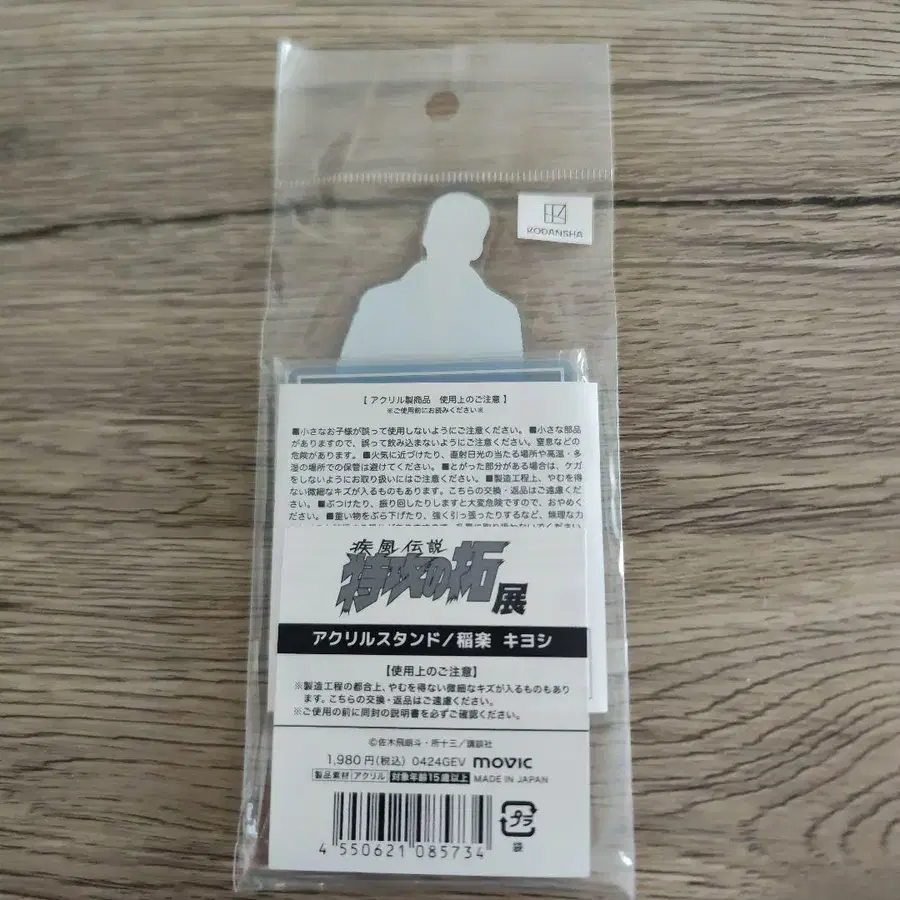 KODANSHA
【 アクリル製商品 使用上のご注意 】
※ご使用前にお読みください※
■小さなお子様が誤って使用しないようにご注意ください。 ■小さな部品
がありますので、誤って飲み込まないようにご注意ください。窒息などの
危険があります。 ■火気に近づけたり、直射日光の当たる場所や高温・多
湿の場所での保管は避けてください。 ■とがった部分がある場合は、ケガ
をしないようにお取り扱いにはご注意ください。 ■製造工程上、やむを得
ない微細なキズが入るものもあります。こちらの交換・返品はご遠慮くだ
さい。 ■ぶつけたり、振り回したりしますと大変危険ですので、おやめく
ださい。 ■重い物をぶら下げたり、強く引っ張ったりするなど、無理な力
疾風伝説
特攻の拓
展
アクリルスタンド/稲楽 キヨシ
【使用上のご注意】
※製造工程の都合上、やむを得ない微細なキズが入るものもあり
ます。こちらの交換・返品はご遠慮ください。
※ご使用の前に同封の説明書を必ずご確認ください。
©佐木飛朗斗・所十三/講談社
1,980円(税込) 0424GEV movic
製品素材 アクリル 対象年齢15歳以上 MADE IN JAPAN
4 550621 085734
プラ
袋